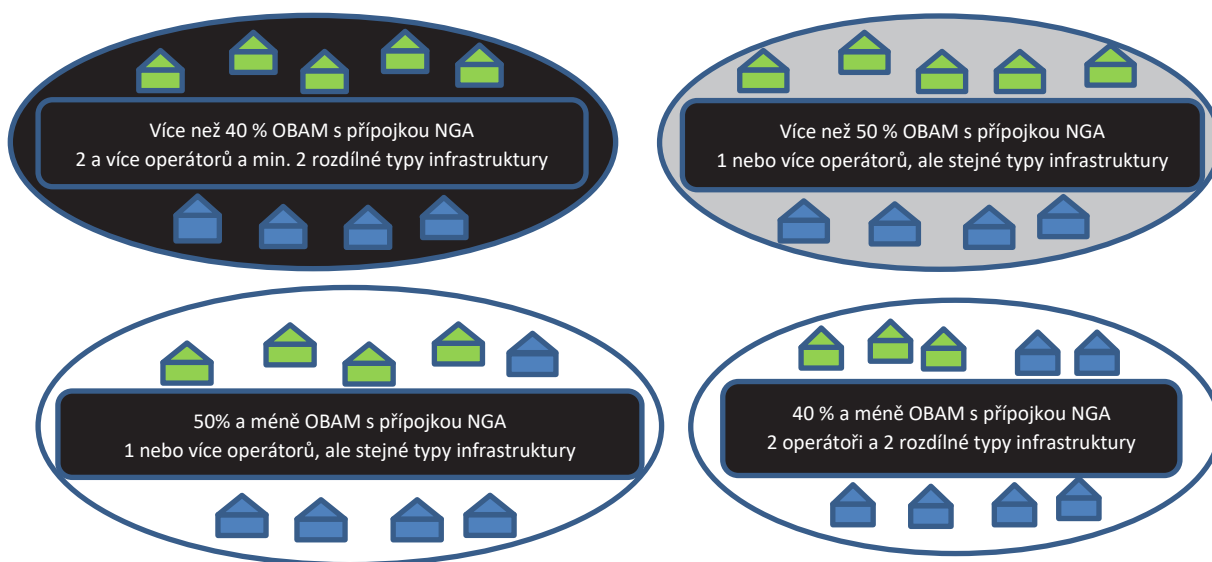 Více než 40 % OBAM s přípojkou NGA
2 a více operátorů a min. 2 rozdílné typy infrastruktury
Více než 50 % OBAM s přípojkou NGA
1 nebo více operátorů, ale stejné typy infrastruktury
50% a méně OBAM s přípojkou NGA
1 nebo více operátorů, ale stejné typy infrastruktury
40 % a méně OBAM s přípojkou NGA
2 operátoři a 2 rozdílné typy infrastruktury